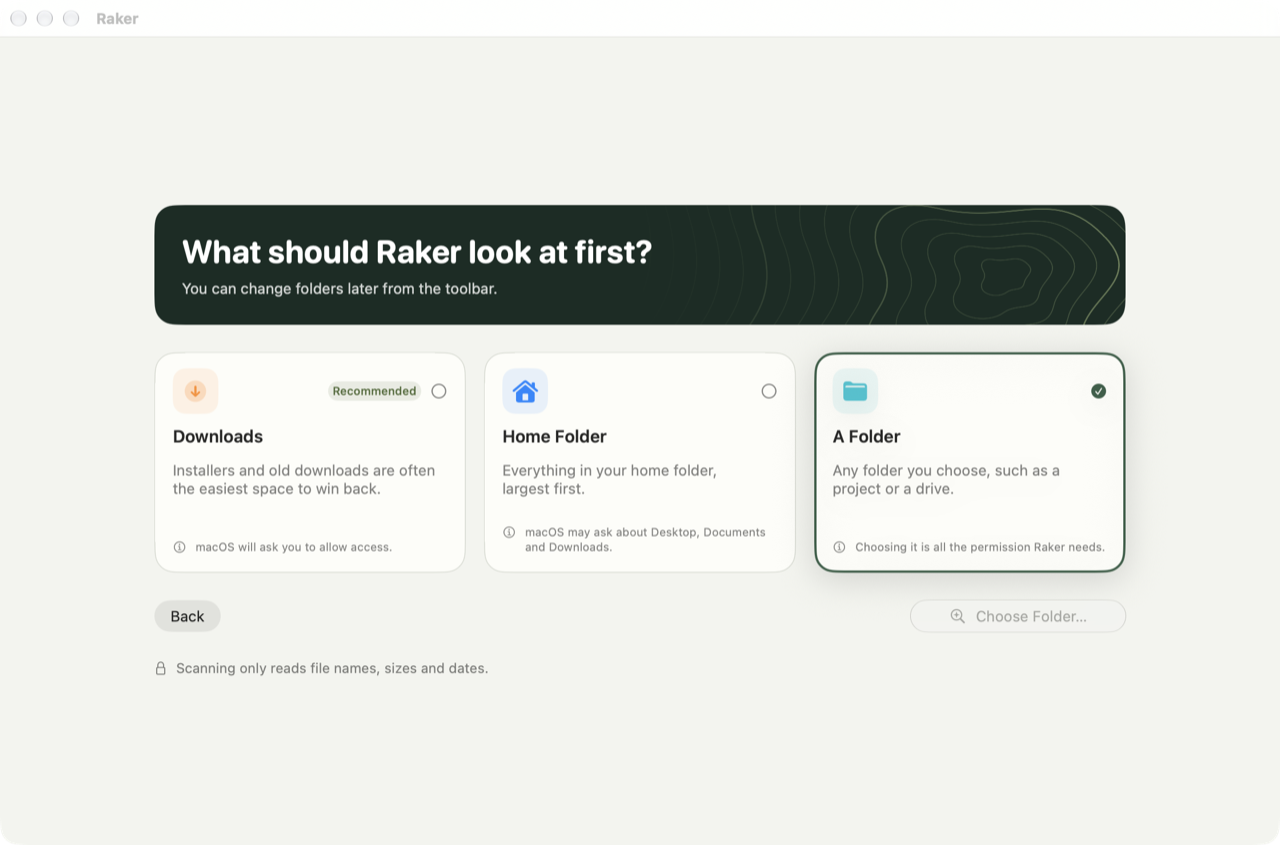 Raker
What should Raker look at first?
You can change folders later from the toolbar.
Recommended
Downloads
Installers and old downloads are often
the easiest space to win back.
macOS will ask you to allow access.
Home Folder
Everything in your home folder,
largest first.
macOS may ask about Desktop, Documents
and Downloads.
A Folder
Any folder you choose, such as a
project or a drive.
Choosing it is all the permission Raker needs.
Back
Choose Folder...
Scanning only reads file names, sizes and dates.